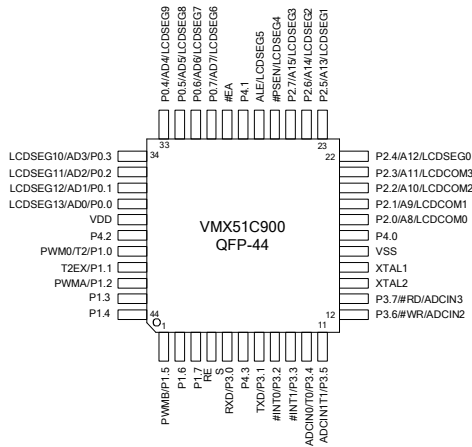 P0.4/AD4/LCDSEG9
P0.5/AD5/LCDSEG8
P0.6/AD6/LCDSEG7
P0.7/AD7/LCDSEG6
#EA
P4.1
ALE/LCDSEG5
#PSEN/LCDSEG4
P2.7/A15/LCDSEG3
P2.6/A14/LCDSEG2
P2.5/A13/LCDSEG1
33
23
34
22
LCDSEG10/AD3/P0.3
LCDSEG11/AD2/P0.2
LCDSEG12/AD1/P0.1
LCDSEG13/AD0/P0.0
VDD
P4.2
PWM0/T2/P1.0
T2EX/P1.1
PWMA/P1.2
P1.3
P1.4
VMX51C900
QFP-44
P2.4/A12/LCDSEG0
P2.3/A11/LCDCOM3
P2.2/A10/LCDCOM2
P2.1/A9/LCDCOM1
P2.0/A8/LCDCOM0
P4.0
VSS
XTAL1
XTAL2
P3.7/#RD/ADCIN3
P3.6/#WR/ADCIN2
44
12
1
11
PWMB/P1.5
P1.6
P1.7
RE
S
RXD/P3.0
P4.3
TXD/P3.1
#INT0/P3.2
#INT1/P3.3
ADCIN0/T0/P3.4
ADCIN1T1/P3.5